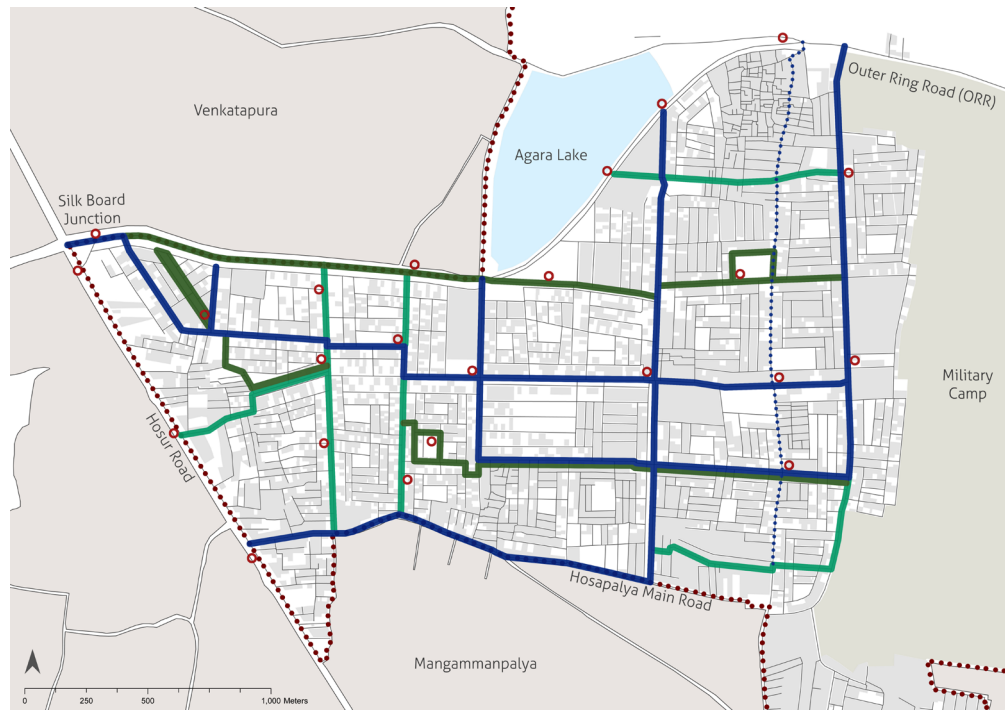 Outer Ring Road (ORR)
Venkatapura
Agara Lake
Silk Board
Junction
Military
Camp
Hosur Road
Hosapalya Main Road
Mangammanpalya
0 250 500 750 1,000 Meters